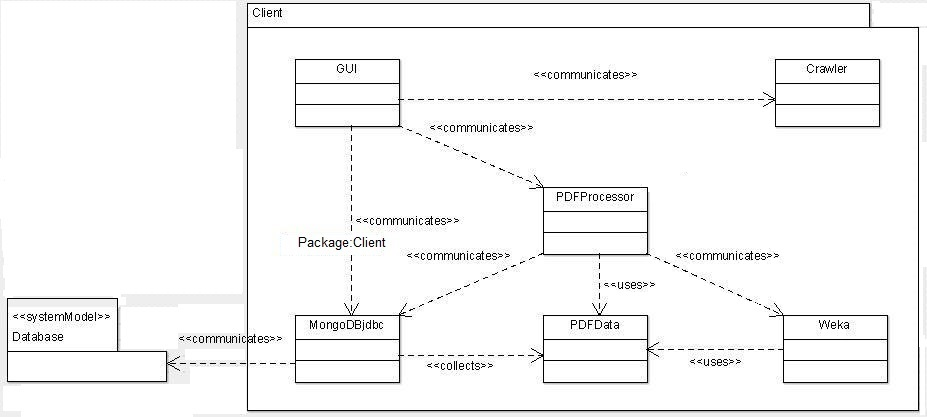 Client
GUI
<<communicates>>
Crawler
<<communicates>>
PDFProcessor
<<communicates>>
Package:Client
<<communicates>>
<<communicates>>
<<uses>>
<<systemModel>>
Database
<<communicates>>
MongoDBjdbc
PDFData
Weka
<<collects>>
<<uses>>